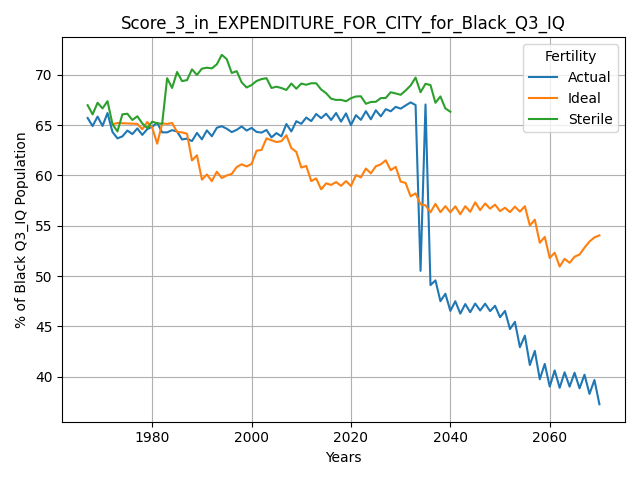 Score_3_in_EXPENDITURE_FOR_CITY_for_Black_Q3_IQ
Fertility
Actual
Ideal
Sterile
% of Black Q3_IQ Population
70
65
60
55
50
45
40
1980
2000
2020
2040
2060
Years